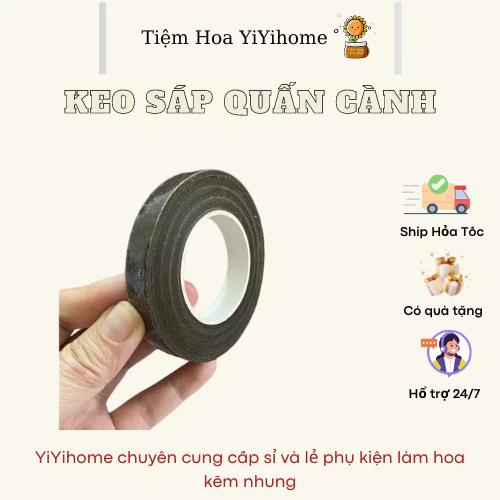 Tiệm Hoa YiYihome
KEO SÁP QUẤN CÀNH
Ship Hỏa Tốc
Có quà tặng
Hổ trợ 24/7
YiYihome chuyên cung cấp sỉ và lẻ phụ kiện làm hoa
kẽm nhung